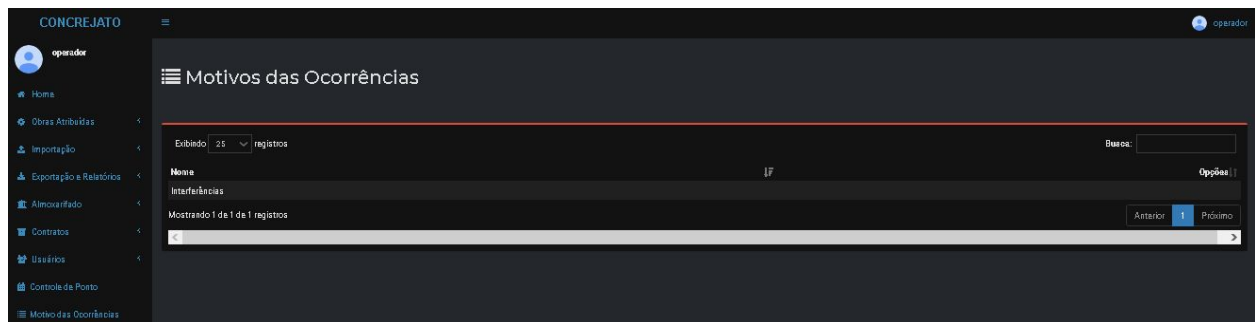 CONCREJATO
operador
operador
Motivos das Ocorrências
Home
Obras Atribuídas
Importação
Exportação e Relatórios
Almoxarifado
Contratos
Usuários
Controle de Ponto
Motivo das Ocorrências
Exibindo 25 registros
Busca:
Nome Opções
Interferências
Mostrando 1 de 1 de 1 registros
Anterior 1 Próximo